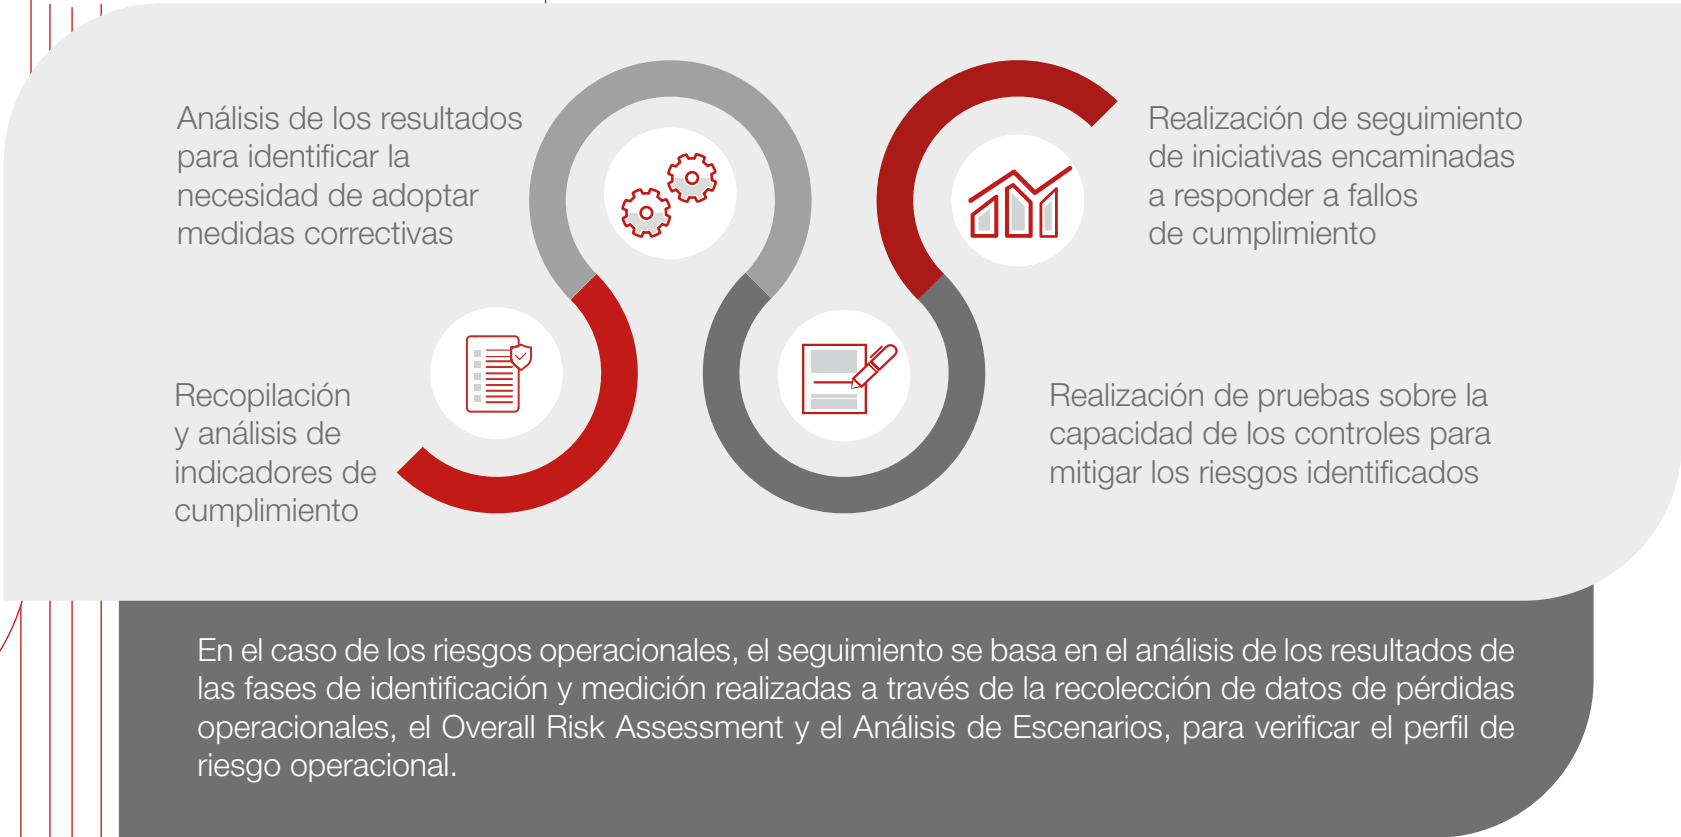 Análisis de los resultados
para identificar la
necesidad de adoptar
medidas correctivas
Realización de seguimiento
de iniciativas encaminadas
a responder a fallos
de cumplimiento
Recopilación
y análisis de
indicadores de
cumplimiento
Realización de pruebas sobre la
capacidad de los controles para
mitigar los riesgos identificados
En el caso de los riesgos operacionales, el seguimiento se basa en el análisis de los resultados de
las fases de identificación y medición realizadas a través de la recolección de datos de pérdidas
operacionales, el Overall Risk Assessment y el Análisis de Escenarios, para verificar el perfil de
riesgo operacional.